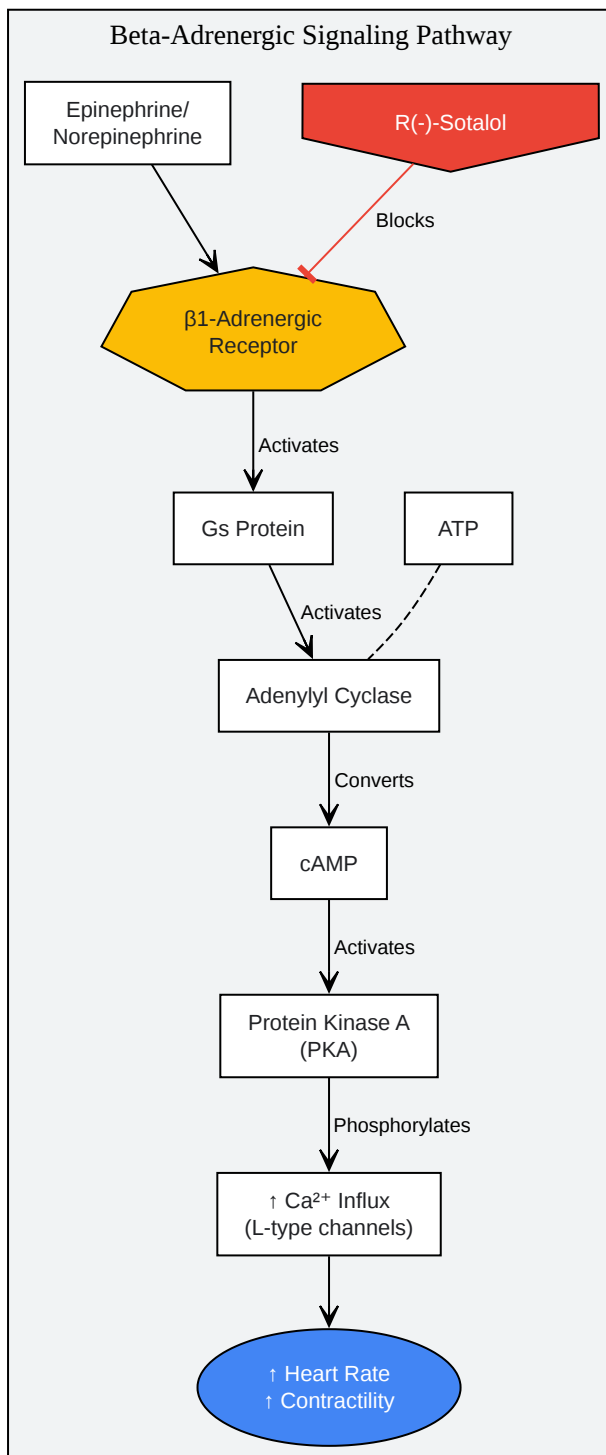 Beta-Adrenergic Signaling Pathway
Epinephrine/
Norepinephrine
R(-)-Sotalol
Blocks
β1-Adrenergic
Receptor
Activates
Gs Protein
ATP
Activates
Adenylyl Cyclase
Converts
cAMP
Activates
Protein Kinase A
(PKA)
Phosphorylates
↑ Ca²⁺ Influx
(L-type channels)
↑ Heart Rate
↑ Contractility